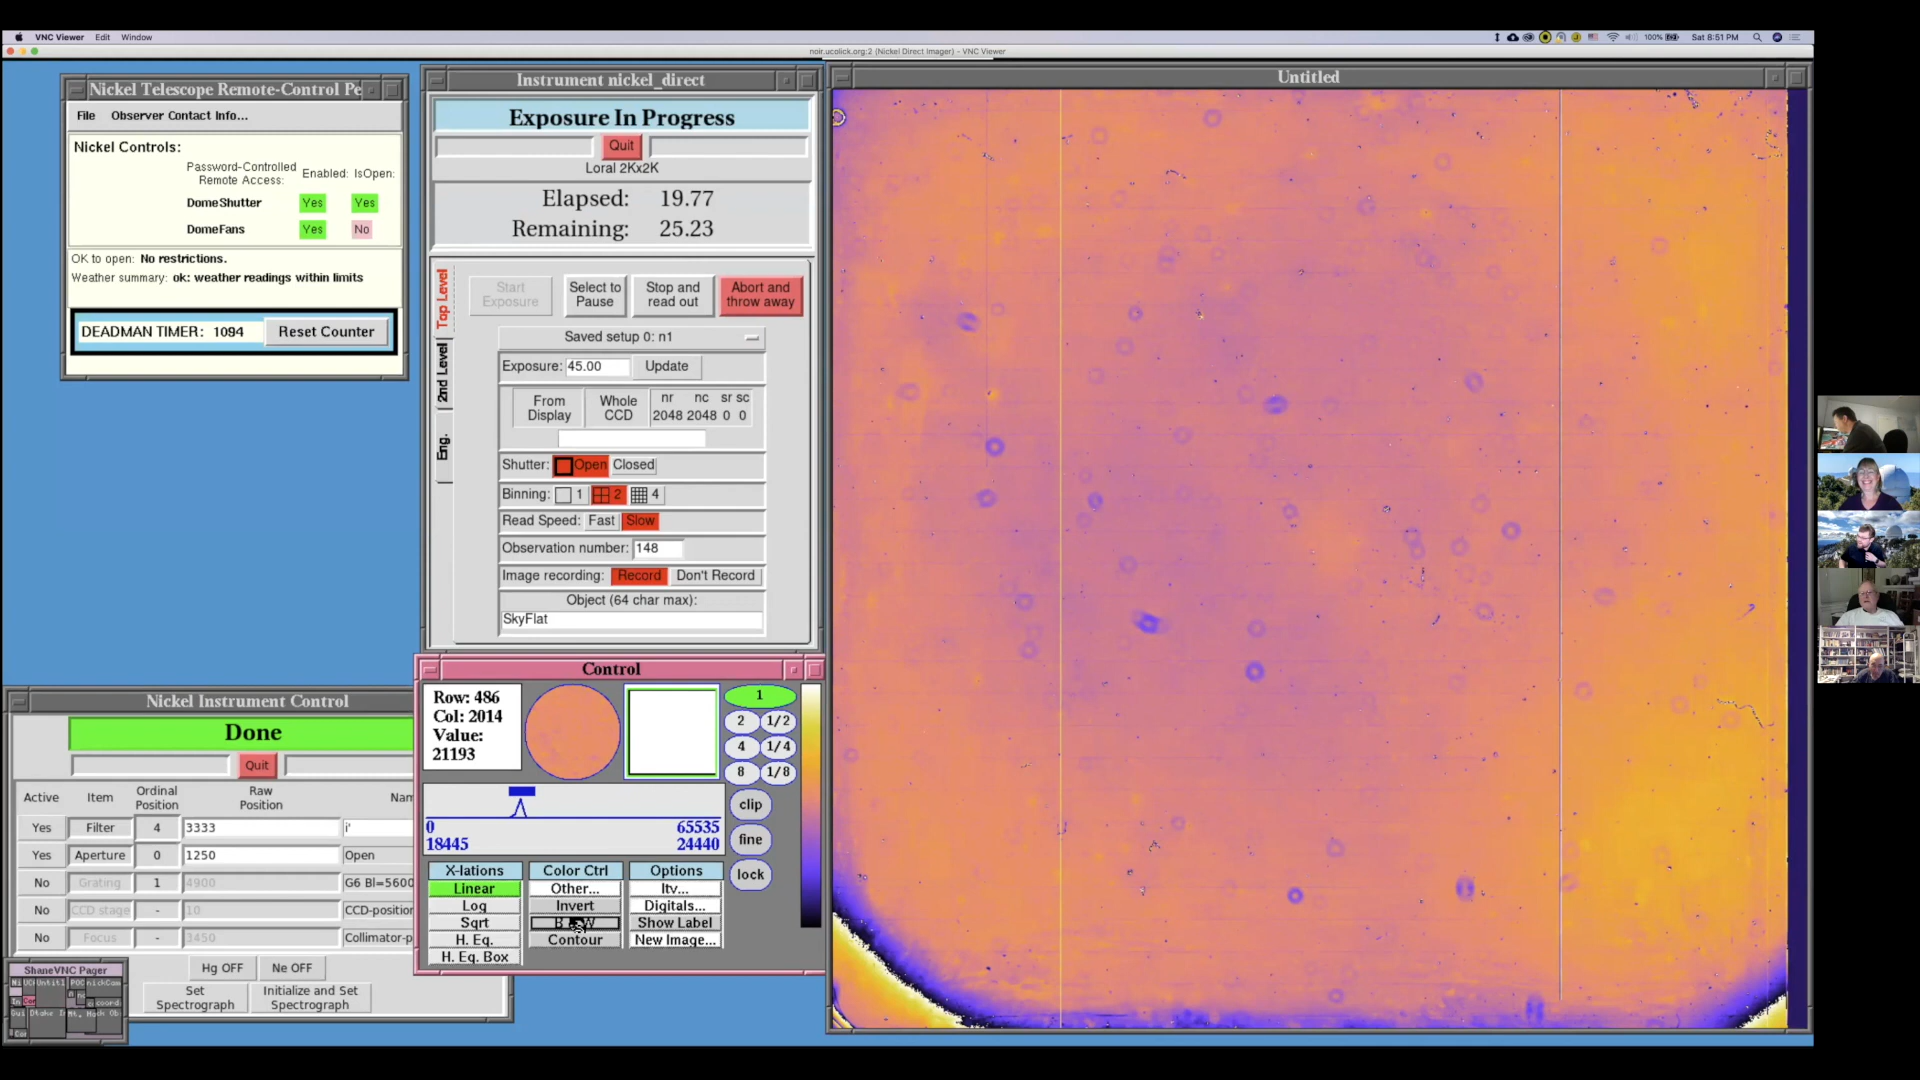 VNC Viewer Edit Window
100% Sat 8:51 PM
noir.ucolick.org:2 (Nickel Direct Imager) - VNC Viewer
Nickel Telescope Remote-Control Pe
File Observer Contact Info...
Nickel Controls:
Password-Controlled
Remote Access: Enabled: IsOpen:
DomeShutter Yes Yes
DomeFans Yes No
OK to open: No restrictions.
Weather summary: ok: weather readings within limits
DEADMAN TIMER: 1094 Reset Counter
Instrument nickel_direct
Exposure In Progress
Quit
Loral 2Kx2K
Elapsed: 19.77
Remaining: 25.23
Top Level
2nd Level
Eng.
Start Exposure
Select to Pause
Stop and read out
Abort and throw away
Saved setup 0: n1
Exposure: 45.00 Update
From Display
Whole CCD
nr nc sr sc
2048 2048 0 0
Shutter: Open Closed
Binning: 1 2 4
Read Speed: Fast Slow
Observation number: 148
Image recording: Record Don't Record
Object (64 char max):
SkyFlat
Untitled
Control
Row: 486
Col: 2014
Value:
21193
1
2 1/2
4 1/4
8 1/8
clip
fine
lock
0 65535
18445 24440
X-lations Color Ctrl Options
Linear Other... Itv...
Log Invert Digitals...
Sqrt B W Show Label
H. Eq. Contour New Image...
H. Eq. Box
Nickel Instrument Control
Done
Quit
Active Item Ordinal Position Raw Position Nam
Yes Filter 4 3333 i'
Yes Aperture 0 1250 Open
No Grating 1 4900 G6 Bl=5600
No CCD stage - 10 CCD-position
No Focus - 3450 Collimator-p
Hg OFF Ne OFF
Set Spectrograph
Initialize and Set Spectrograph
ShaneVNC Pager